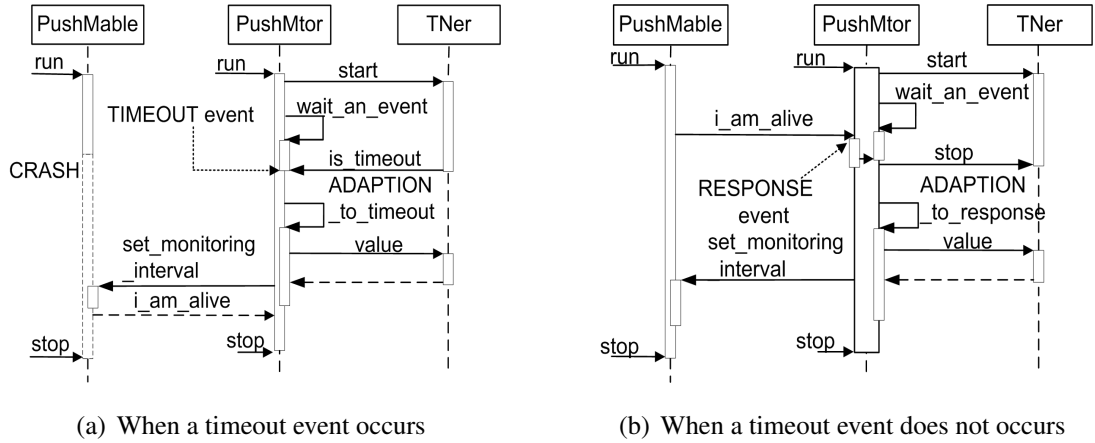 PushMable
PushMtor
TNer
run
run
start
wait_an_event
TIMEOUT event
is_timeout
CRASH
ADAPTION
_to_timeout
set_monitoring
_interval
value
i_am_alive
stop
stop
(a) When a timeout event occurs
PushMable
PushMtor
TNer
run
run
start
wait_an_event
i_am_alive
stop
RESPONSE
event
ADAPTION
_to_response
set_monitoring
_interval
value
stop
stop
(b) When a timeout event does not occurs